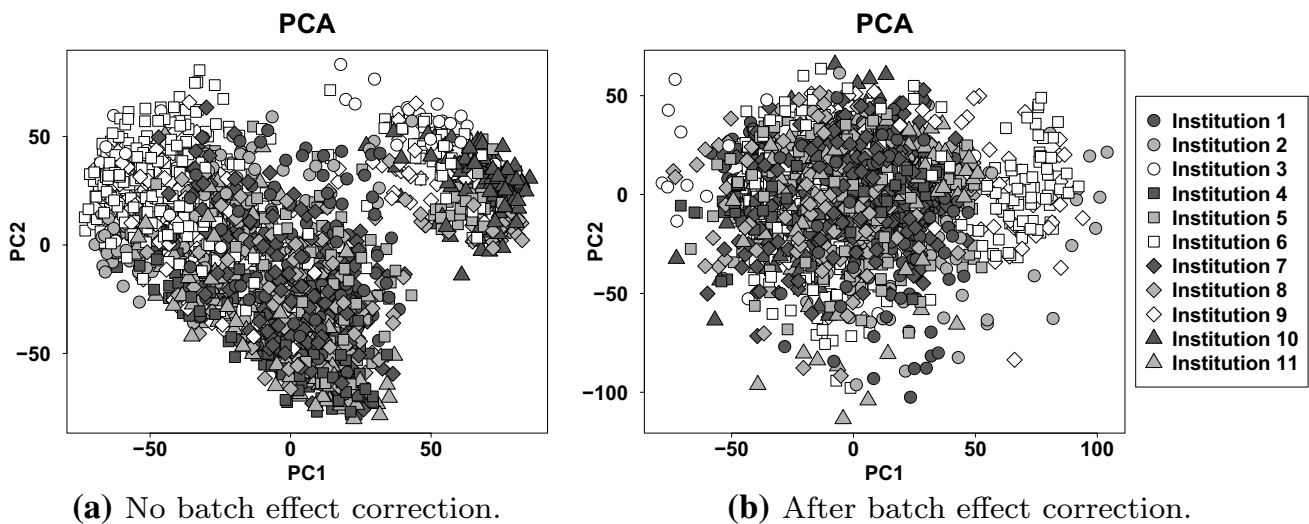 PCA
50
0
−50
PC2
−50
0
50
PC1
(a) No batch effect correction.
PCA
50
0
−50
−100
PC2
−50
0
50
100
PC1
(b) After batch effect correction.
Institution 1
Institution 2
Institution 3
Institution 4
Institution 5
Institution 6
Institution 7
Institution 8
Institution 9
Institution 10
Institution 11